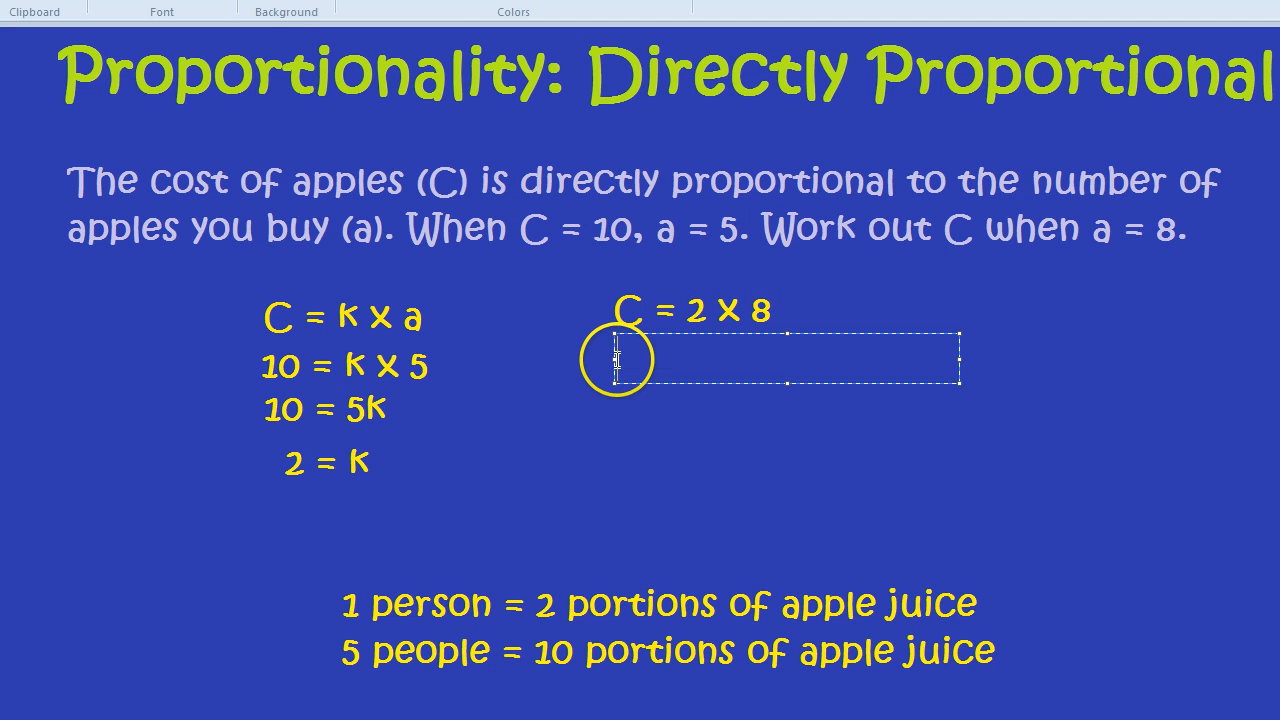 Clipboard Font Background Colors
Proportionality: Directly Proportional
The cost of apples (C) is directly proportional to the number of
apples you buy (a). When C = 10, a = 5. Work out C when a = 8.
C = k x a
10 = k x 5
10 = 5k
2 = k
C = 2 x 8
1 person = 2 portions of apple juice
5 people = 10 portions of apple juice